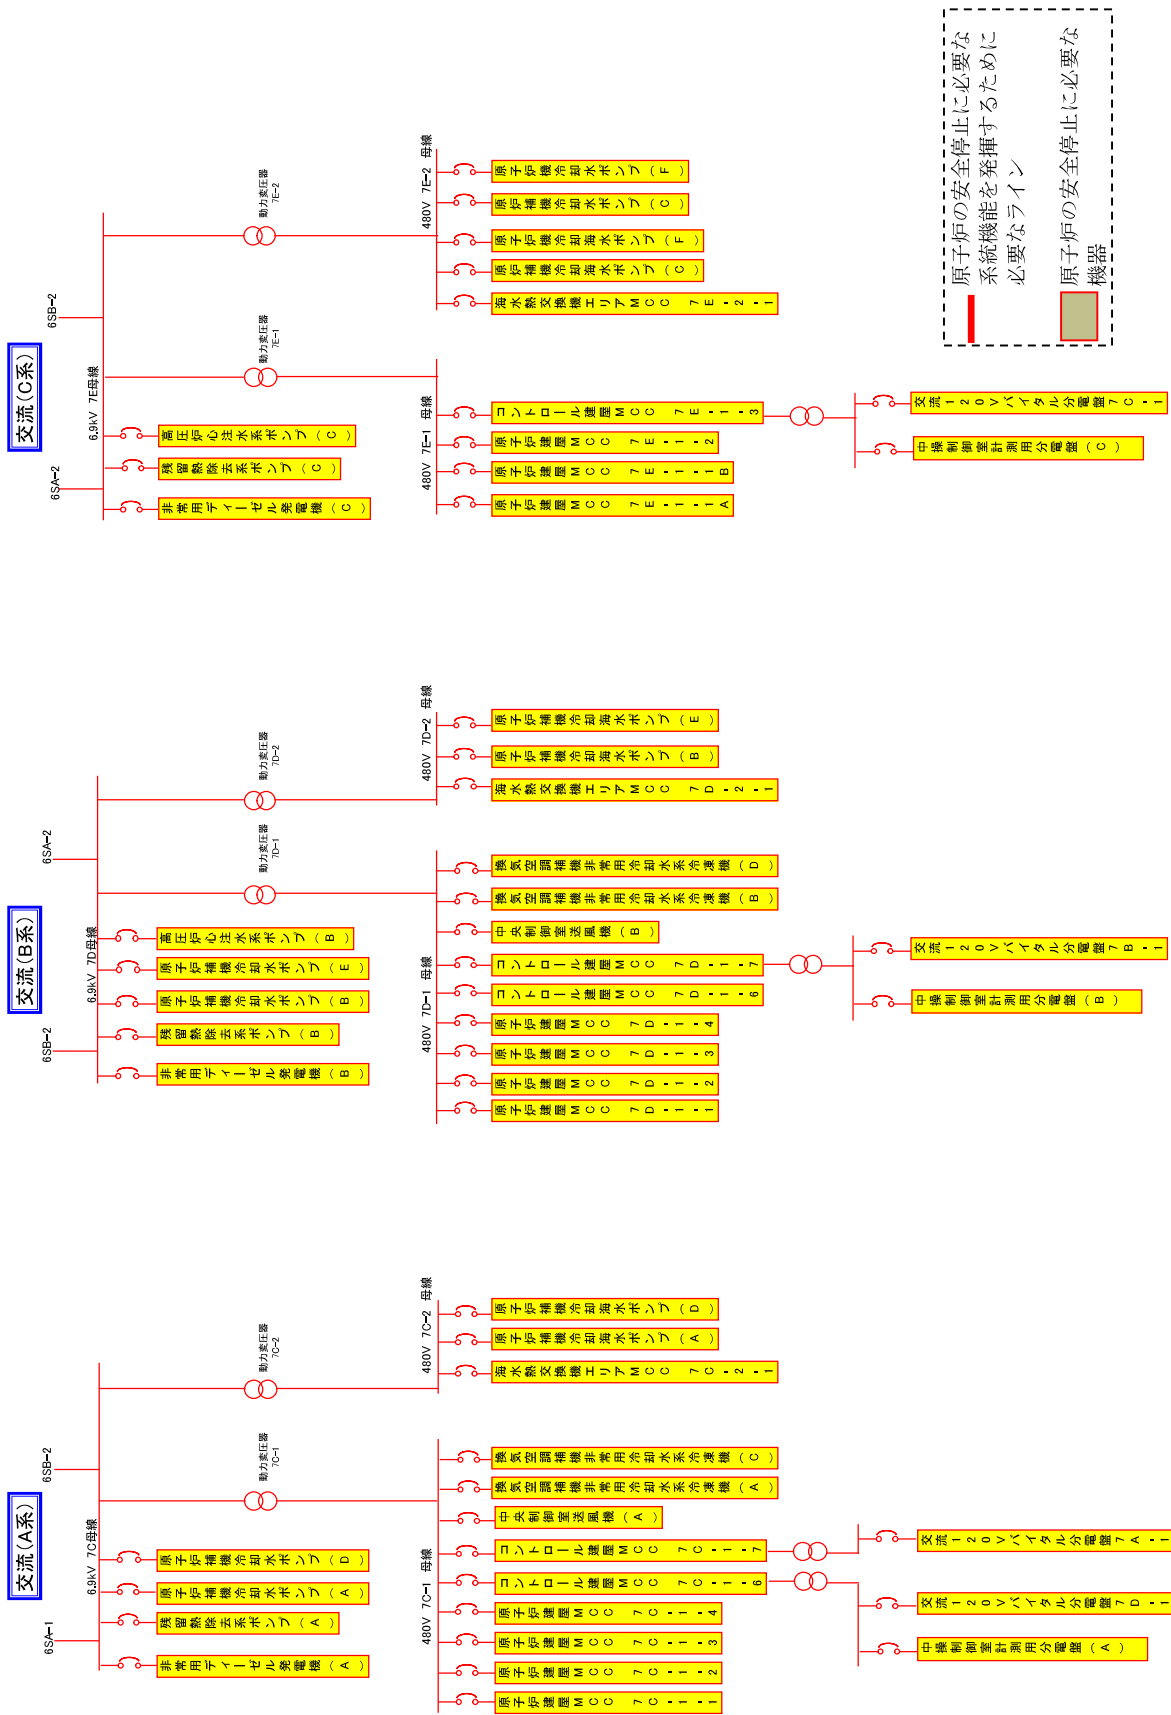 交流(A系)
6SA-1
6SB-2
6.9kV 7C母線
非常用ディーゼル発電機（A）
残留熱除去系ポンプ（A）
原子炉補機冷却水ポンプ（A）
原子炉補機冷却水ポンプ（D）
動力変圧器
7C-1
動力変圧器
7C-2
480V 7C-1 母線
480V 7C-2 母線
原子炉建屋MCC 7C-1-1
原子炉建屋MCC 7C-1-2
原子炉建屋MCC 7C-1-3
原子炉建屋MCC 7C-1-4
コントロール建屋MCC 7C-1-6
コントロール建屋MCC 7C-1-7
中央制御室送風機（A）
換気空調補機非常用冷却水系冷凍機（A）
換気空調補機非常用冷却水系冷凍機（C）
海水熱交換機エリアMCC 7C-2-1
原子炉補機冷却海水ポンプ（A）
原子炉補機冷却海水ポンプ（D）
中操制御室計測用分電盤（A）
交流120Vバイタル分電盤7D-1
交流120Vバイタル分電盤7A-1
交流(B系)
6SB-2
6SA-2
6.9kV 7D母線
非常用ディーゼル発電機（B）
残留熱除去系ポンプ（B）
原子炉補機冷却水ポンプ（B）
原子炉補機冷却水ポンプ（E）
高圧炉心注水系ポンプ（B）
動力変圧器
7D-1
動力変圧器
7D-2
480V 7D-1 母線
480V 7D-2 母線
原子炉建屋MCC 7D-1-1
原子炉建屋MCC 7D-1-2
原子炉建屋MCC 7D-1-3
原子炉建屋MCC 7D-1-4
コントロール建屋MCC 7D-1-6
コントロール建屋MCC 7D-1-7
中央制御室送風機（B）
換気空調補機非常用冷却水系冷凍機（B）
換気空調補機非常用冷却水系冷凍機（D）
海水熱交換機エリアMCC 7D-2-1
原子炉補機冷却海水ポンプ（B）
原子炉補機冷却海水ポンプ（E）
中操制御室計測用分電盤（B）
交流120Vバイタル分電盤7B-1
交流(C系)
6SA-2
6SB-2
6.9kV 7E母線
非常用ディーゼル発電機（C）
残留熱除去系ポンプ（C）
高圧炉心注水系ポンプ（C）
動力変圧器
7E-1
動力変圧器
7E-2
480V 7E-1 母線
480V 7E-2 母線
原子炉建屋MCC 7E-1-1A
原子炉建屋MCC 7E-1-1B
原子炉建屋MCC 7E-1-2
コントロール建屋MCC 7E-1-3
海水熱交換機エリアMCC 7E-2-1
原炉補機冷却海水ポンプ（C）
原子炉機冷却海水ポンプ（F）
原炉補機冷却水ポンプ（C）
原子炉機冷却水ポンプ（F）
中操制御室計測用分電盤（C）
交流120Vバイタル分電盤7C-1
原子炉の安全停止に必要な
系統機能を発揮するために
必要なライン
原子炉の安全停止に必要な
機器